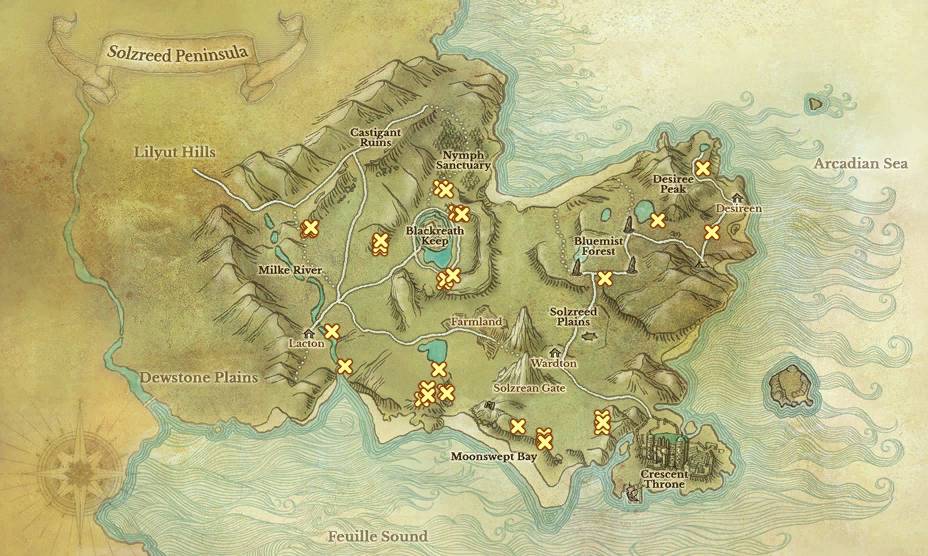 Solzreed Peninsula
Castigant
Ruins
Lilyut Hills
Nymph
Sanctuary
Arcadian Sea
Desiree
Peak
Desireen
Blackreath
Keep
Bluemist
Forest
Milke River
Solzreed
Plains
Farmland
Lacton
Wardton
Dewstone Plains
Solzrean Gate
Moonswept Bay
Crescent
Throne
Feuille Sound